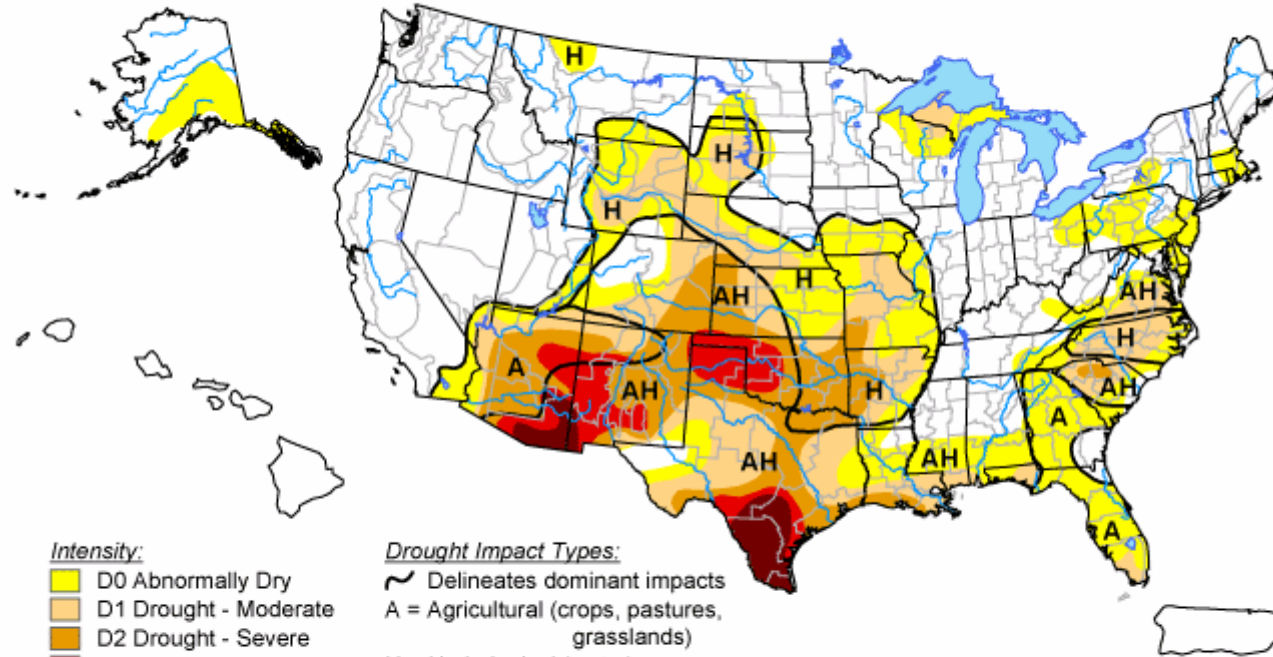 H
H
H
H
AH
AH
H
A
AH
AH
H
A
AH
AH
A
Intensity:
D0 Abnormally Dry
D1 Drought - Moderate
D2 Drought - Severe
Drought Impact Types:
Delineates dominant impacts
A = Agricultural (crops, pastures,
grasslands)